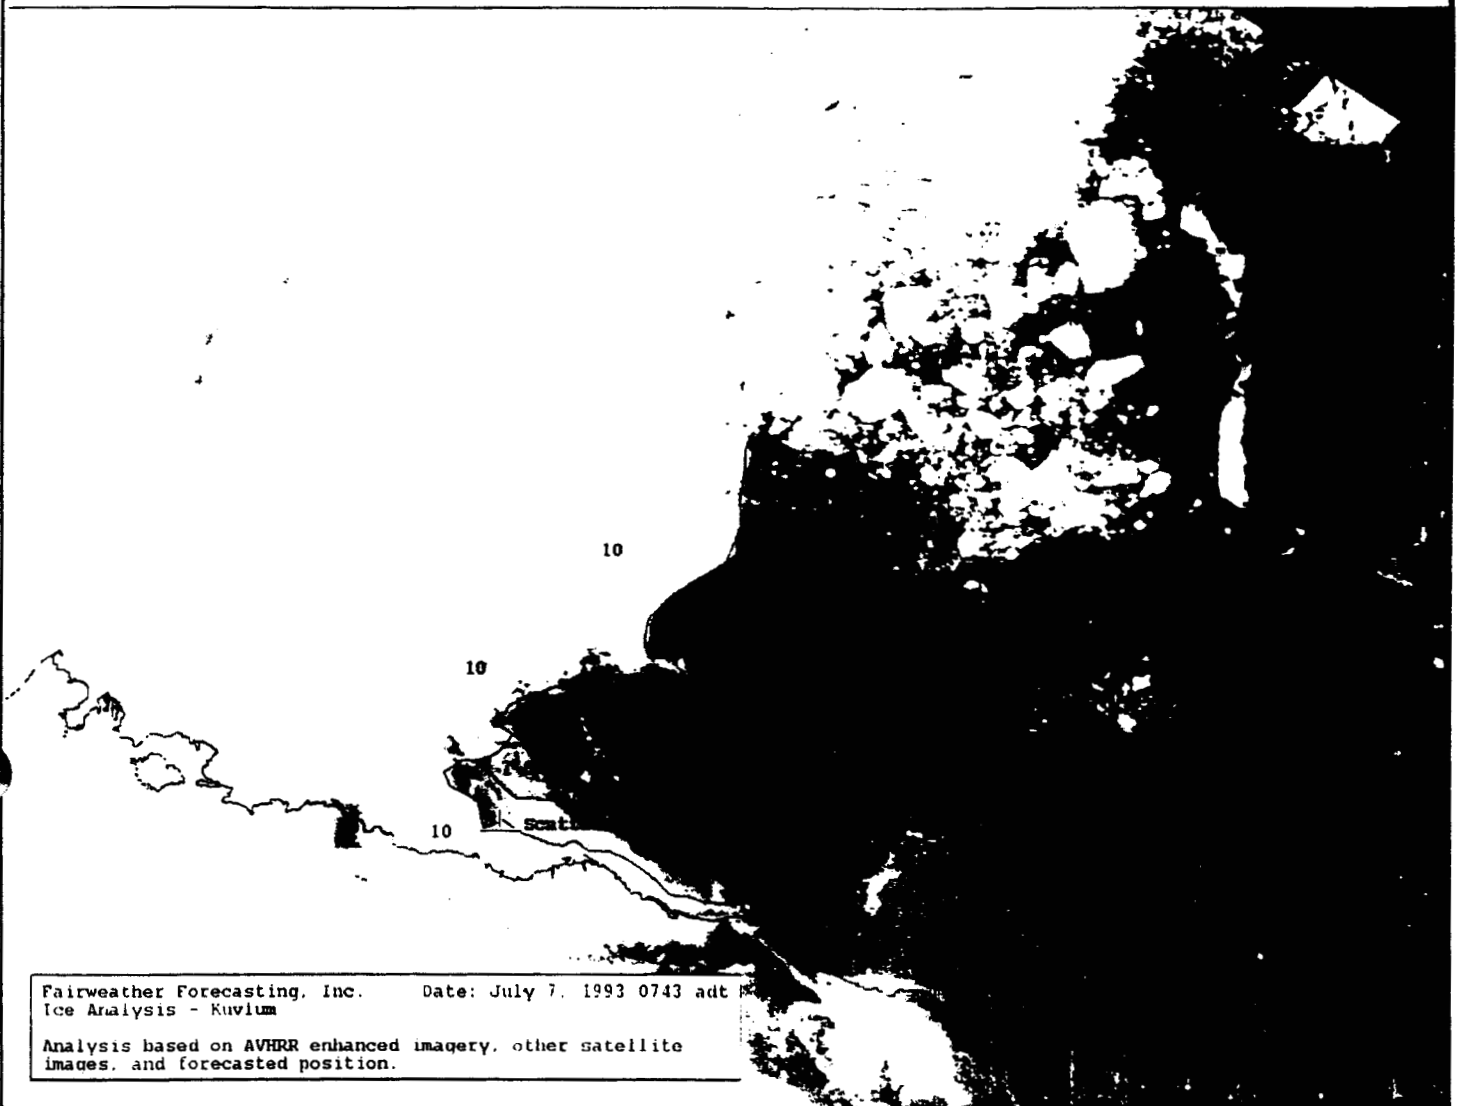 10
10
10
Fairweather Forecasting, Inc. Date: July 7, 1993 0743 adt
Ice Analysis - Kuvlum
Analysis based on AVHRR enhanced imagery, other satellite
images, and forecasted position.